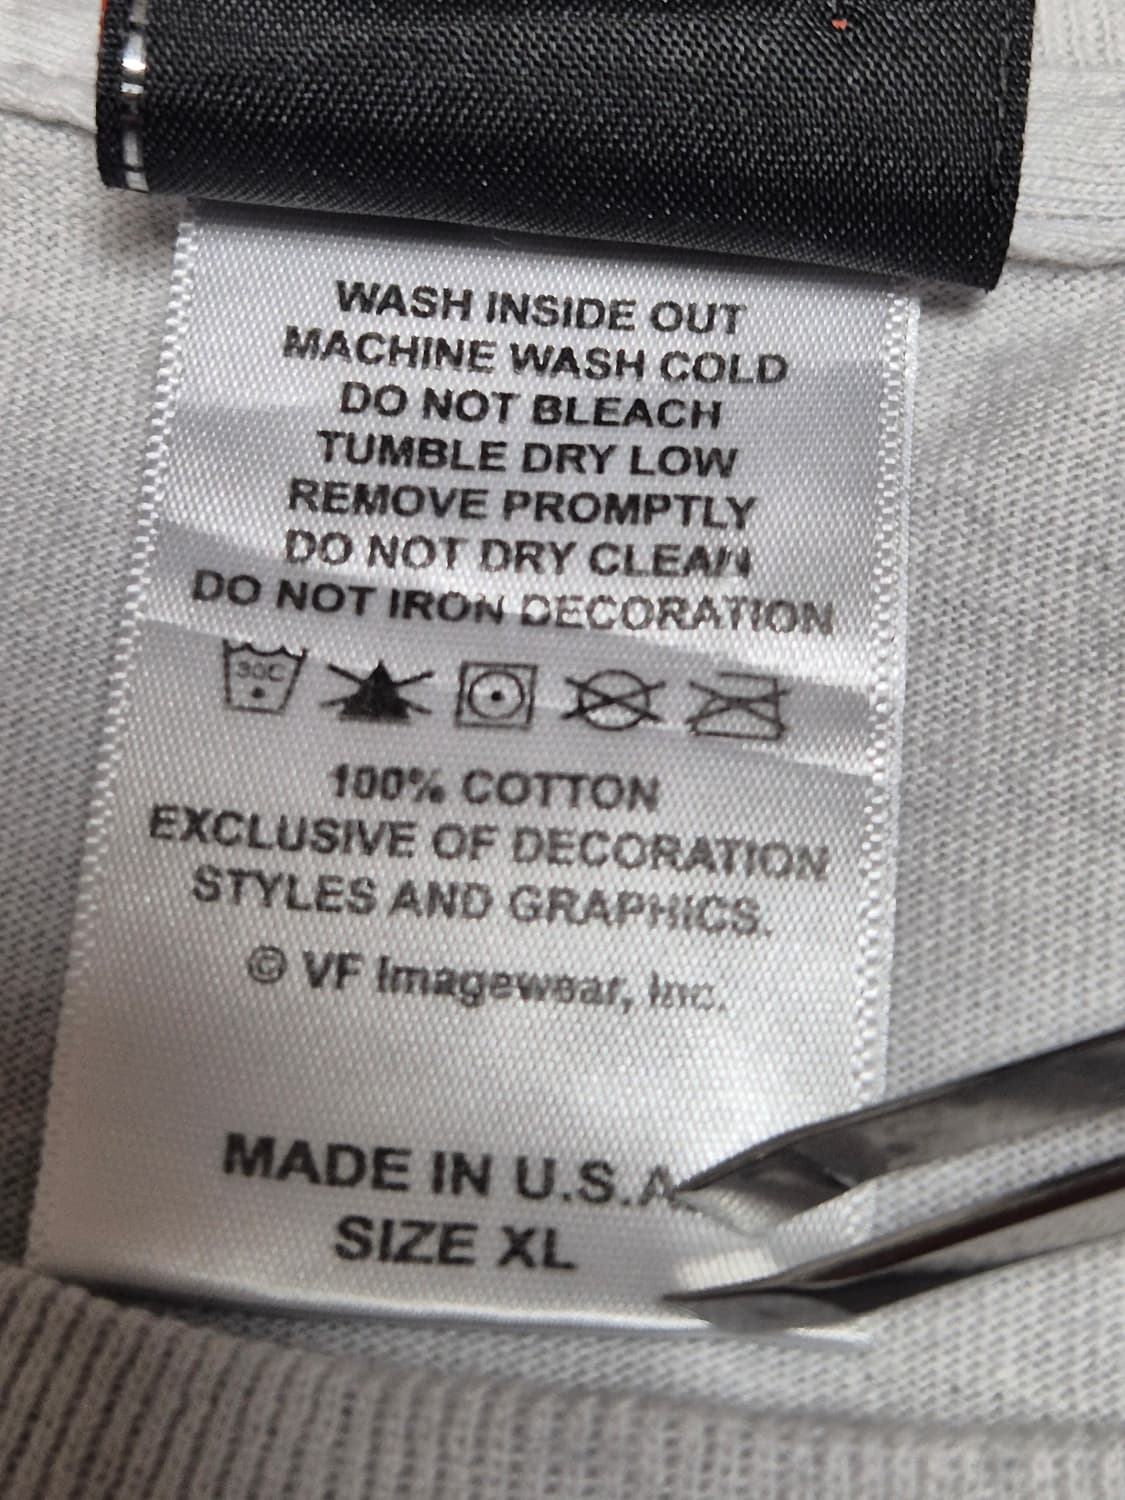 WASH INSIDE OUT
MACHINE WASH COLD
DO NOT BLEACH
TUMBLE DRY LOW
REMOVE PROMPTLY
DO NOT DRY CLEAN
DO NOT IRON DECORATION
30C
100% COTTON
EXCLUSIVE OF DECORATION
STYLES AND GRAPHICS.
© VF Imagewear, Inc.
MADE IN U.S.A
SIZE XL